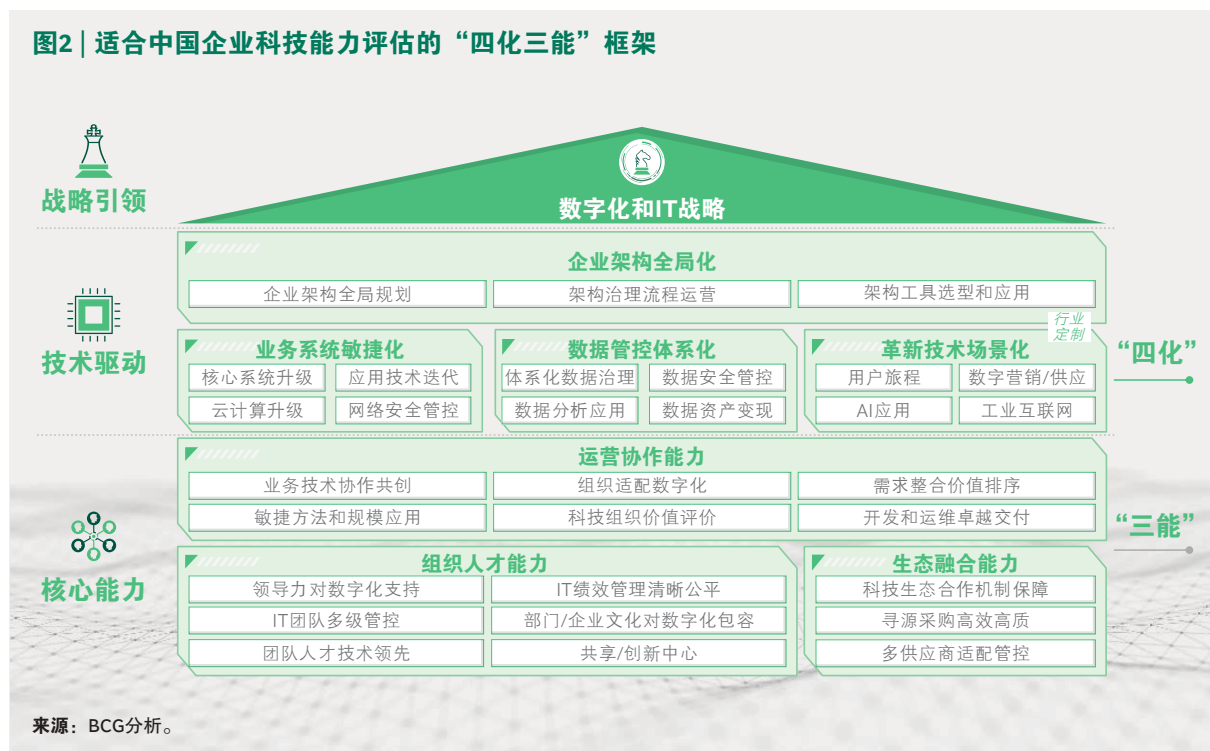 图2 | 适合中国企业科技能力评估的“四化三能”框架
战略引领
数字化和IT战略
技术驱动
企业架构全局化
企业架构全局规划
架构治理流程运营
架构工具选型和应用
行业
定制
业务系统敏捷化
核心系统升级
应用技术迭代
云计算升级
网络安全管控
数据管控体系化
体系化数据治理
数据安全管控
数据分析应用
数据资产变现
革新技术场景化
用户旅程
数字营销/供应
AI应用
工业互联网
“四化”
核心能力
运营协作能力
业务技术协作共创
组织适配数字化
需求整合价值排序
敏捷方法和规模应用
科技组织价值评价
开发和运维卓越交付
组织人才能力
领导力对数字化支持
IT绩效管理清晰公平
IT团队多级管控
部门/企业文化对数字化包容
团队人才技术领先
共享/创新中心
生态融合能力
科技生态合作机制保障
寻源采购高效高质
多供应商适配管控
“三能”
来源：BCG分析。